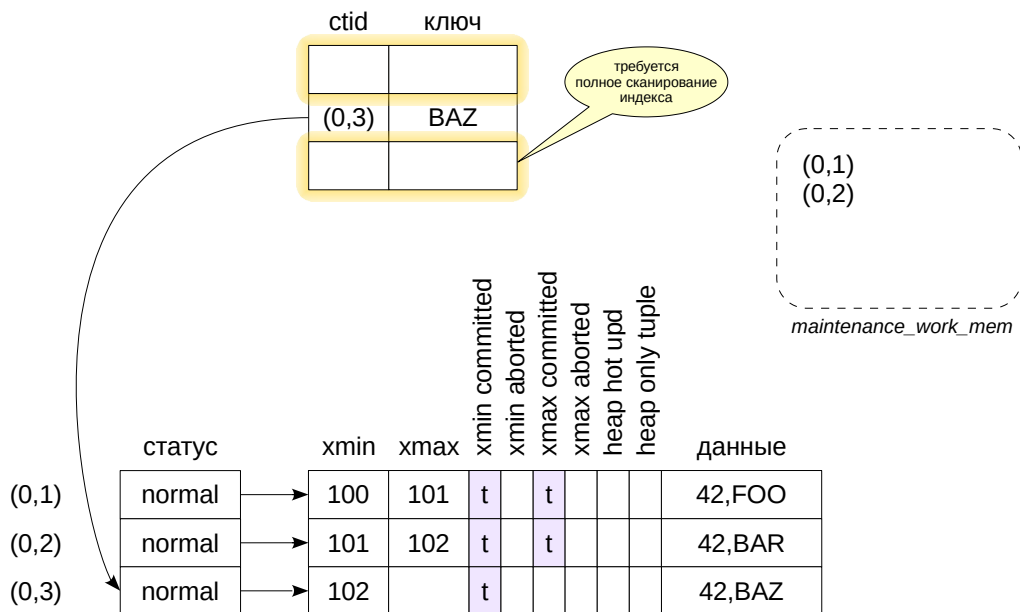 ctid ключ
требуется
полное сканирование
индекса
(0,3) BAZ
(0,1)
(0,2)
maintenance_work_mem
xmin committed
xmin aborted
xmax committed
xmax aborted
heap hot upd
heap only tuple
статус xmin xmax данные
(0,1) normal 100 101 t t 42,FOO
(0,2) normal 101 102 t t 42,BAR
(0,3) normal 102 t 42,BAZ